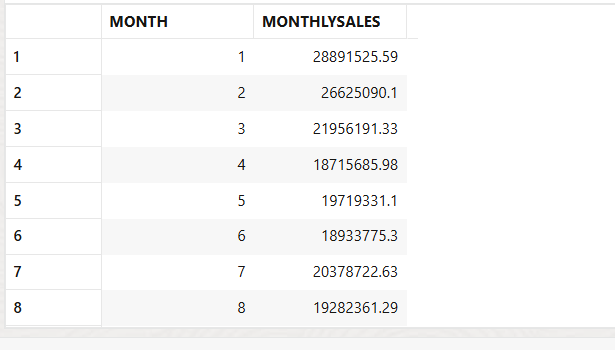 MONTH MONTHLYSALES
1 1 28891525.59
2 2 26625090.1
3 3 21956191.33
4 4 18715685.98
5 5 19719331.1
6 6 18933775.3
7 7 20378722.63
8 8 19282361.29